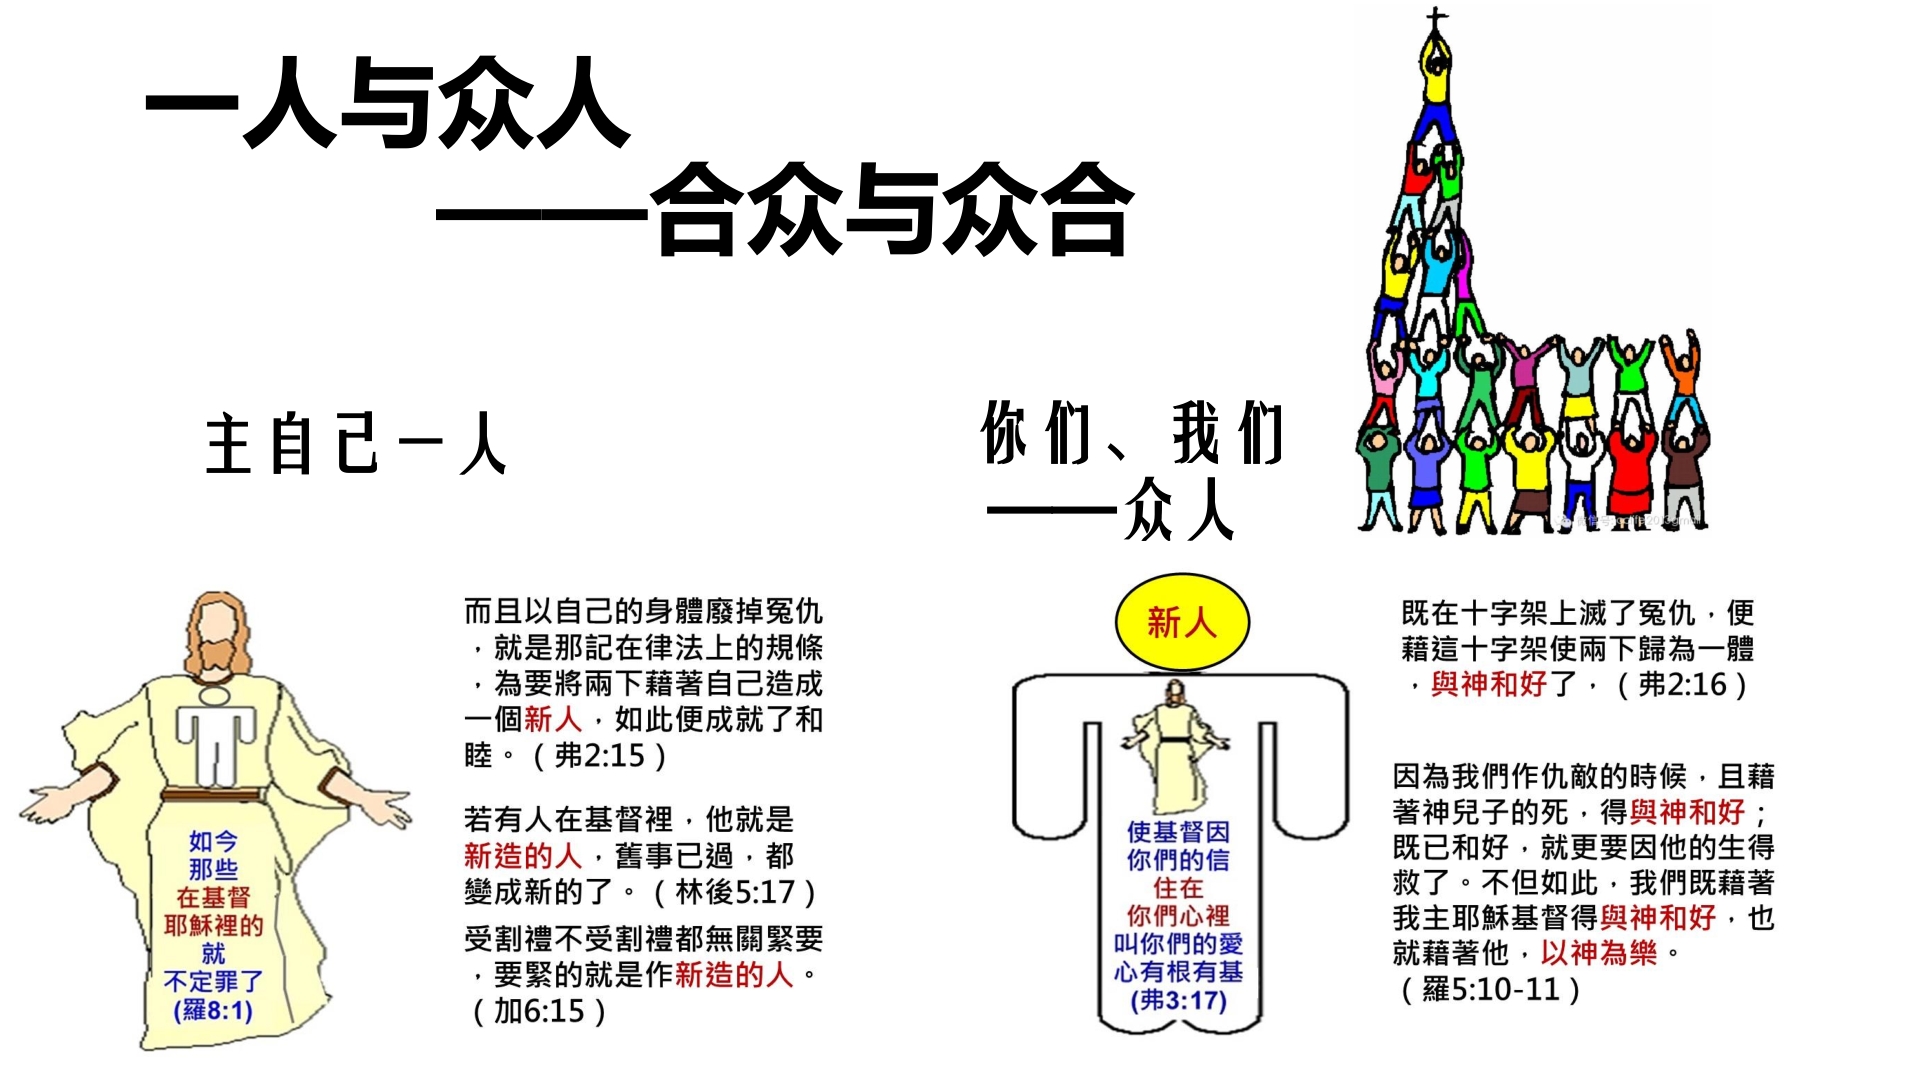 一人与众人
——合众与众合
主自己一人
你们、我们
——众人
而且以自己的身體廢掉冤仇
，就是那記在律法上的規條
，為要將兩下藉著自己造成
一個新人，如此便成就了和
睦。（弗2:15）
若有人在基督裡，他就是
新造的人，舊事已過，都
變成新的了。（林後5:17）
受割禮不受割禮都無關緊要
，要緊的就是作新造的人。
（加6:15）
如今
那些
在基督
耶穌裡的
就
不定罪了
(羅8:1)
新人
使基督因
你們的信
住在
你們心裡
叫你們的愛
心有根有基
(弗3:17)
既在十字架上滅了冤仇，便
藉這十字架使兩下歸為一體
，與神和好了，（弗2:16）
因為我們作仇敵的時候，且藉
著神兒子的死，得與神和好；
既已和好，就更要因他的生得
救了。不但如此，我們既藉著
我主耶穌基督得與神和好，也
就藉著他，以神為樂。
（羅5:10-11）